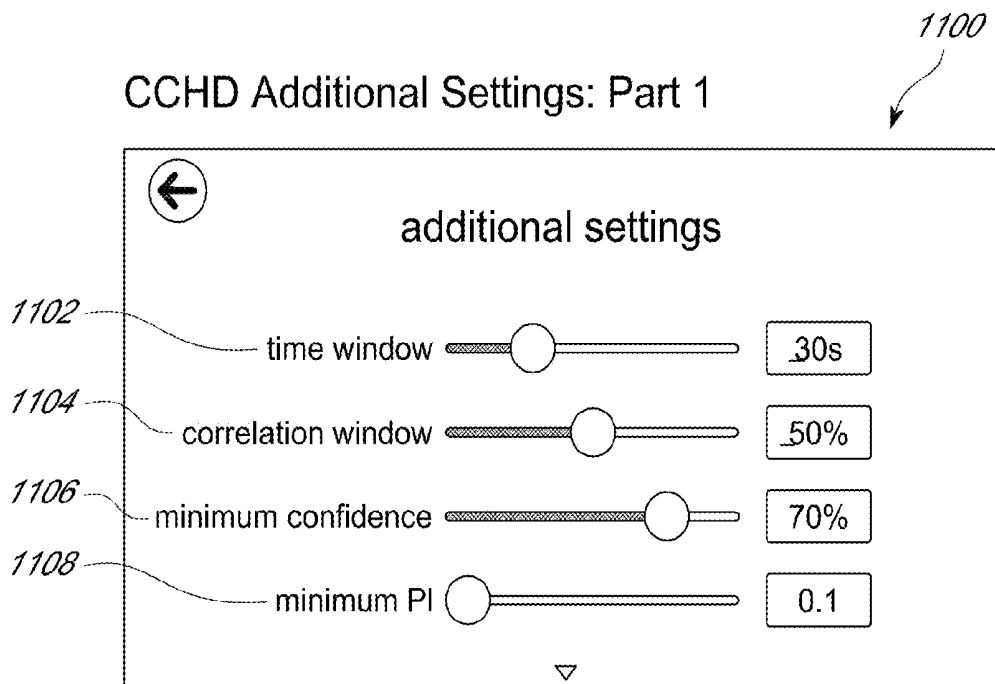 1100
CCHD Additional Settings: Part 1
additional settings
1102
time window 30s
1104
correlation window 50%
1106
minimum confidence 70%
1108
minimum PI 0.1